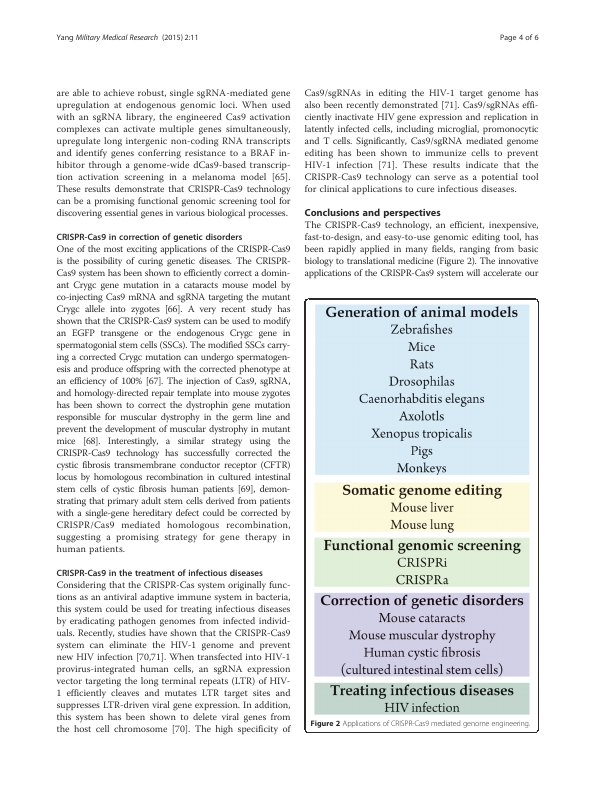 Yang Military Medical Research (2015) 2:11
Page 4 of 6
are able to achieve robust, single sgRNA-mediated gene
upregulation at endogenous genomic loci. When used
with an sgRNA library, the engineered Cas9 activation
complexes can activate multiple genes simultaneously,
upregulate long intergenic non-coding RNA transcripts
and identify genes conferring resistance to a BRAF in-
hibitor through a genome-wide dCas9-based transcrip-
tion activation screening in a melanoma model [65].
These results demonstrate that CRISPR-Cas9 technology
can be a promising functional genomic screening tool for
discovering essential genes in various biological processes.
CRISPR-Cas9 in correction of genetic disorders
One of the most exciting applications of the CRISPR-Cas9
is the possibility of curing genetic diseases. The CRISPR-
Cas9 system has been shown to efficiently correct a domin-
ant Crygc gene mutation in a cataracts mouse model by
co-injecting Cas9 mRNA and sgRNA targeting the mutant
Crygc allele into zygotes [66]. A very recent study has
shown that the CRISPR-Cas9 system can be used to modify
an EGFP transgene or the endogenous Crygc gene in
spermatogonial stem cells (SSCs). The modified SSCs carry-
ing a corrected Crygc mutation can undergo spermatogen-
esis and produce offspring with the corrected phenotype at
an efficiency of 100% [67]. The injection of Cas9, sgRNA,
and homology-directed repair template into mouse zygotes
has been shown to correct the dystrophin gene mutation
responsible for muscular dystrophy in the germ line and
prevent the development of muscular dystrophy in mutant
mice [68]. Interestingly, a similar strategy using the
CRISPR-Cas9 technology has successfully corrected the
cystic fibrosis transmembrane conductor receptor (CFTR)
locus by homologous recombination in cultured intestinal
stem cells of cystic fibrosis human patients [69], demon-
strating that primary adult stem cells derived from patients
with a single-gene hereditary defect could be corrected by
CRISPR/Cas9 mediated homologous recombination,
suggesting a promising strategy for gene therapy in
human patients.
CRISPR-Cas9 in the treatment of infectious diseases
Considering that the CRISPR-Cas system originally func-
tions as an antiviral adaptive immune system in bacteria,
this system could be used for treating infectious diseases
by eradicating pathogen genomes from infected individ-
uals. Recently, studies have shown that the CRISPR-Cas9
system can eliminate the HIV-1 genome and prevent
new HIV infection [70,71]. When transfected into HIV-1
provirus-integrated human cells, an sgRNA expression
vector targeting the long terminal repeats (LTR) of HIV-
1 efficiently cleaves and mutates LTR target sites and
suppresses LTR-driven viral gene expression. In addition,
this system has been shown to delete viral genes from
the host cell chromosome [70]. The high specificity of
Cas9/sgRNAs in editing the HIV-1 target genome has
also been recently demonstrated [71]. Cas9/sgRNAs effi-
ciently inactivate HIV gene expression and replication in
latently infected cells, including microglial, promonocytic
and T cells. Significantly, Cas9/sgRNA mediated genome
editing has been shown to immunize cells to prevent
HIV-1 infection [71]. These results indicate that the
CRISPR-Cas9 technology can serve as a potential tool
for clinical applications to cure infectious diseases.
Conclusions and perspectives
The CRISPR-Cas9 technology, an efficient, inexpensive,
fast-to-design, and easy-to-use genomic editing tool, has
been rapidly applied in many fields, ranging from basic
biology to translational medicine (Figure 2). The innovative
applications of the CRISPR-Cas9 system will accelerate our
Generation of animal models
Zebrafishes
Mice
Rats
Drosophilas
Caenorhabditis elegans
Axolotls
Xenopus tropicalis
Pigs
Monkeys
Somatic genome editing
Mouse liver
Mouse lung
Functional genomic screening
CRISPRi
CRISPRa
Correction of genetic disorders
Mouse cataracts
Mouse muscular dystrophy
Human cystic fibrosis
(cultured intestinal stem cells)
Treating infectious diseases
HIV infection
Figure 2 Applications of CRISPR-Cas9 mediated genome engineering.